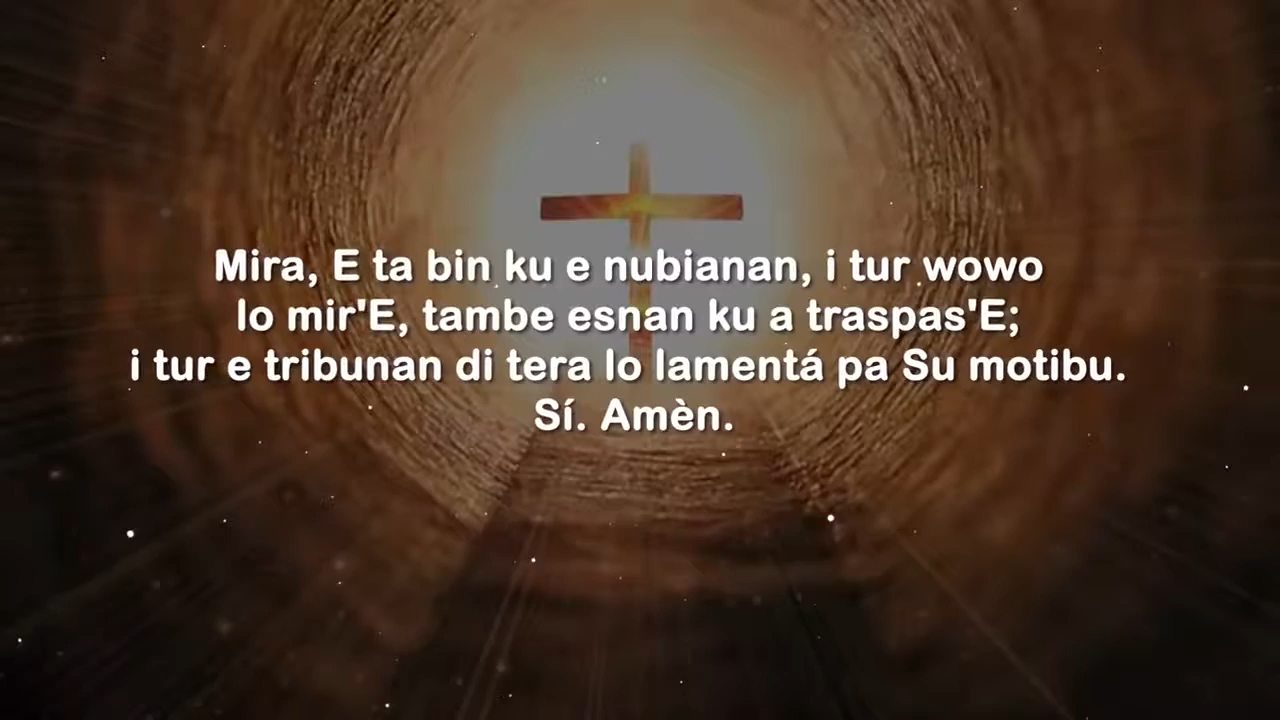 Mira, E ta bin ku e nubianan, i tur wowo
lo mir'E, tambe esnan ku a traspas'E;
i tur e tribunan di tera lo lamentá pa Su motibu.
Sí. Amèn.